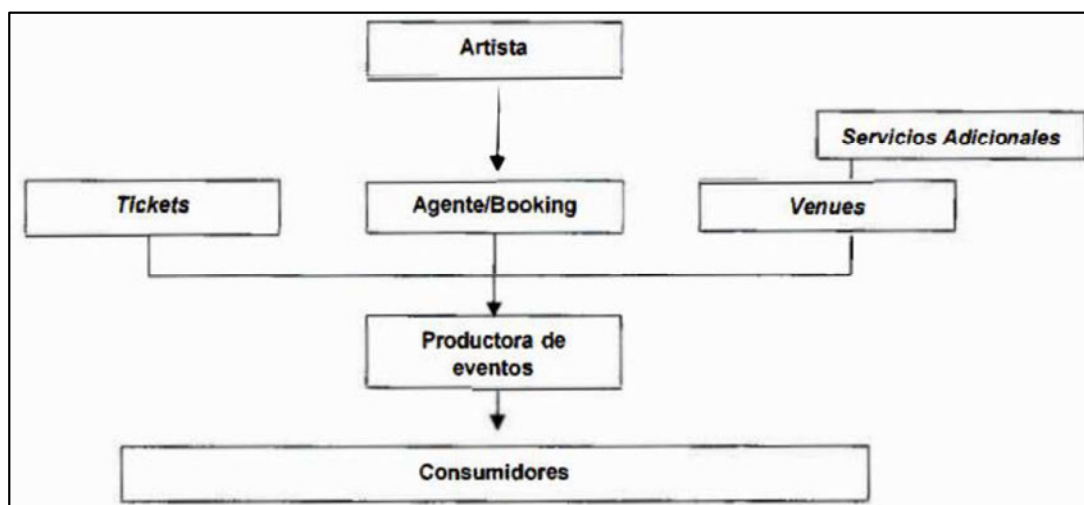 Artista
Servicios Adicionales
Tickets
Agente/Booking
Venues
Productora de
eventos
Consumidores